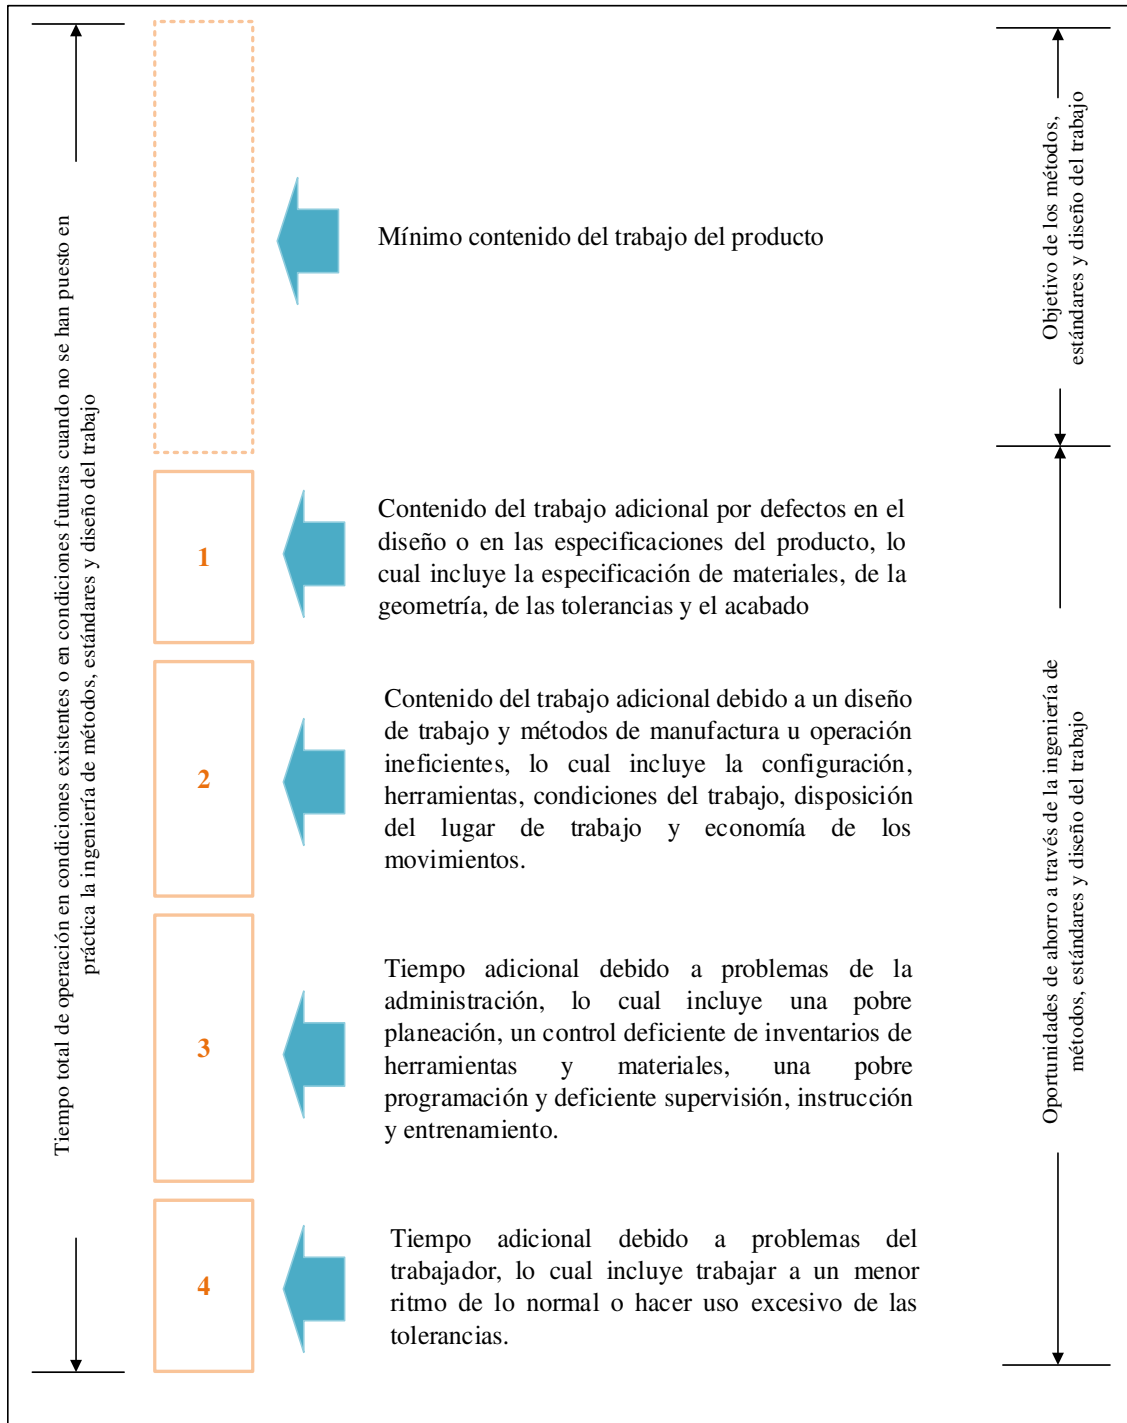 Tiempo total de operación en condiciones existentes o en condiciones futuras cuando no se han puesto en
práctica la ingeniería de métodos, estándares y diseño del trabajo
Mínimo contenido del trabajo del producto
Objetivo de los métodos,
estándares y diseño del trabajo
1
Contenido del trabajo adicional por defectos en el
diseño o en las especificaciones del producto, lo
cual incluye la especificación de materiales, de la
geometría, de las tolerancias y el acabado
2
Contenido del trabajo adicional debido a un diseño
de trabajo y métodos de manufactura u operación
ineficientes, lo cual incluye la configuración,
herramientas, condiciones del trabajo, disposición
del lugar de trabajo y economía de los
movimientos.
Oportunidades de ahorro a través de la ingeniería de
métodos, estándares y diseño del trabajo
3
Tiempo adicional debido a problemas de la
administración, lo cual incluye una pobre
planeación, un control deficiente de inventarios de
herramientas y materiales, una pobre
programación y deficiente supervisión, instrucción
y entrenamiento.
4
Tiempo adicional debido a problemas del
trabajador, lo cual incluye trabajar a un menor
ritmo de lo normal o hacer uso excesivo de las
tolerancias.